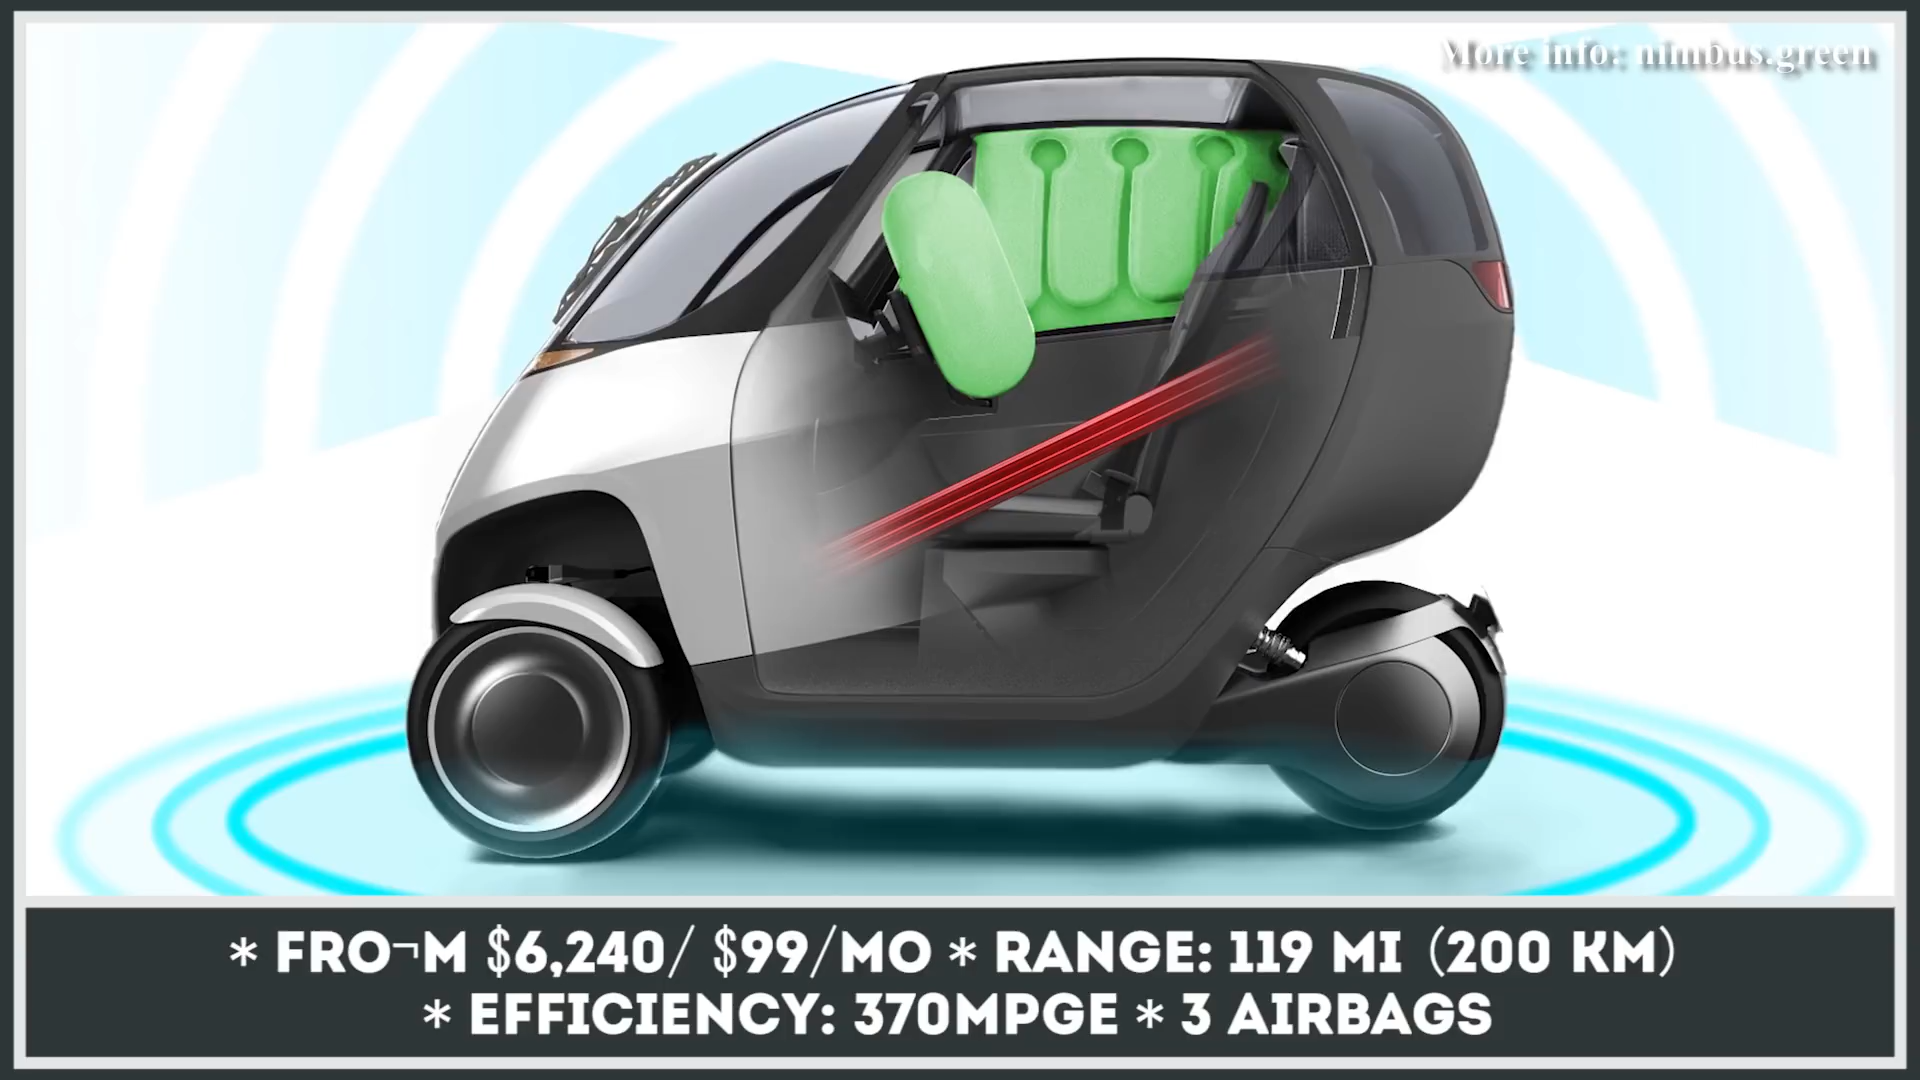 More info: nimbus.green
* FRO¬M $6,240/ $99/MO * RANGE: 119 MI (200 KM)
* EFFICIENCY: 370MPGE * 3 AIRBAGS